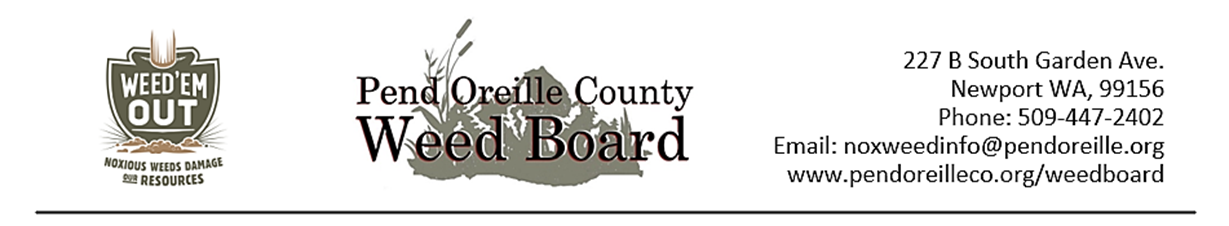 WEED'EM
OUT
NOXIOUS WEEDS DAMAGE
OUR RESOURCES
Pend Oreille County
Weed Board
227 B South Garden Ave.
Newport WA, 99156
Phone: 509-447-2402
Email: noxweedinfo@pendoreille.org
www.pendoreilleco.org/weedboard